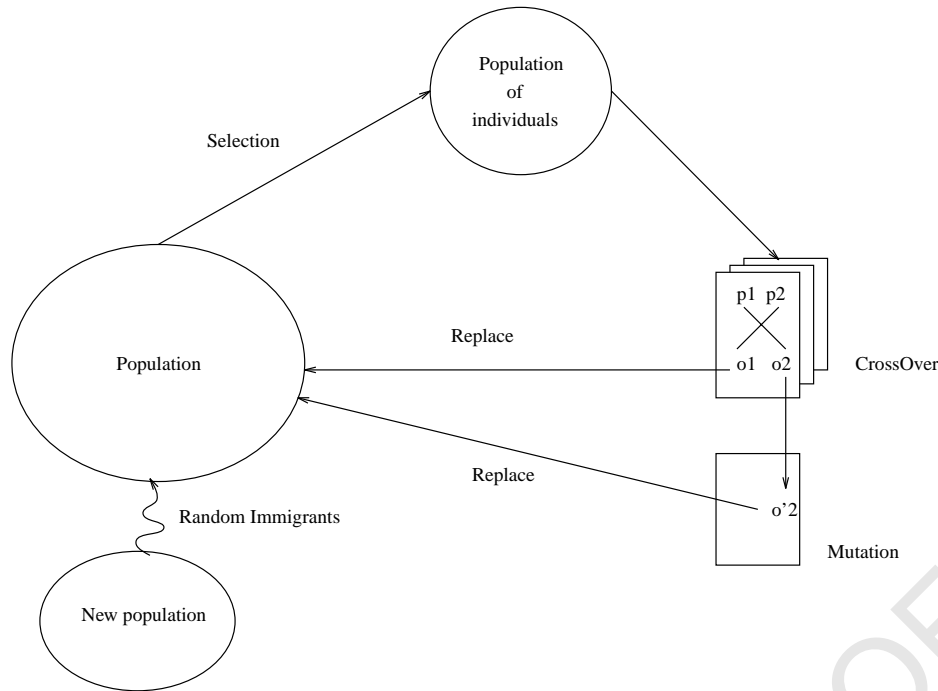 Population
of
individuals
Selection
p1 p2
Replace
o1 o2
CrossOver
Population
Replace
o'2
Random Immigrants
Mutation
New population